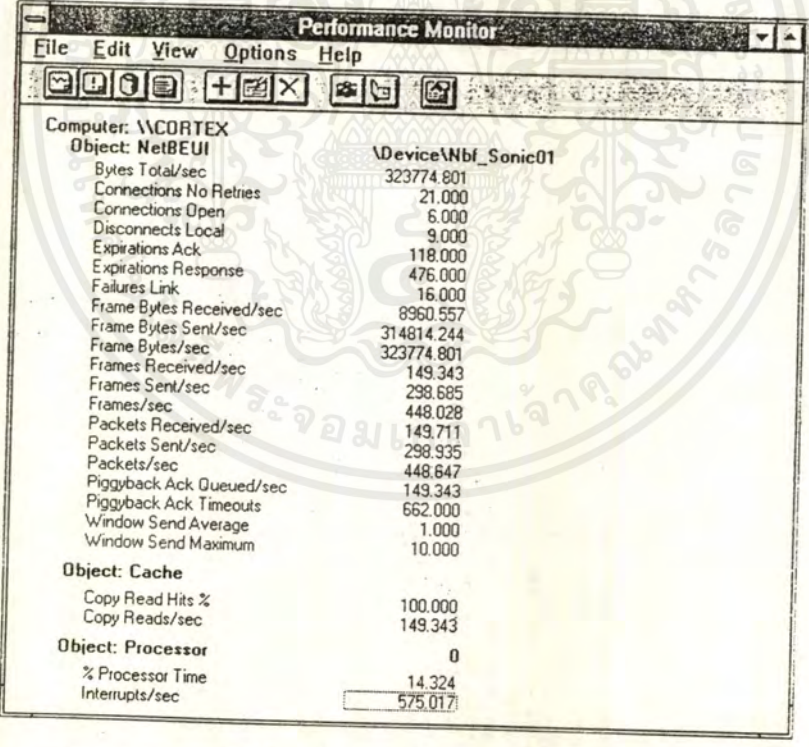 Performance Monitor
File Edit View Options Help
Computer: \\CORTEX
Object: NetBEUI \Device\Nbf_Sonic01
Bytes Total/sec 323774.801
Connections No Retries 21.000
Connections Open 6.000
Disconnects Local 9.000
Expirations Ack 118.000
Expirations Response 476.000
Failures Link 16.000
Frame Bytes Received/sec 8960.557
Frame Bytes Sent/sec 314814.244
Frame Bytes/sec 323774.801
Frames Received/sec 149.343
Frames Sent/sec 298.685
Frames/sec 448.028
Packets Received/sec 149.711
Packets Sent/sec 298.935
Packets/sec 448.647
Piggyback Ack Queued/sec 149.343
Piggyback Ack Timeouts 662.000
Window Send Average 1.000
Window Send Maximum 10.000
Object: Cache
Copy Read Hits % 100.000
Copy Reads/sec 149.343
Object: Processor 0
% Processor Time 14.324
Interrupts/sec 575.017